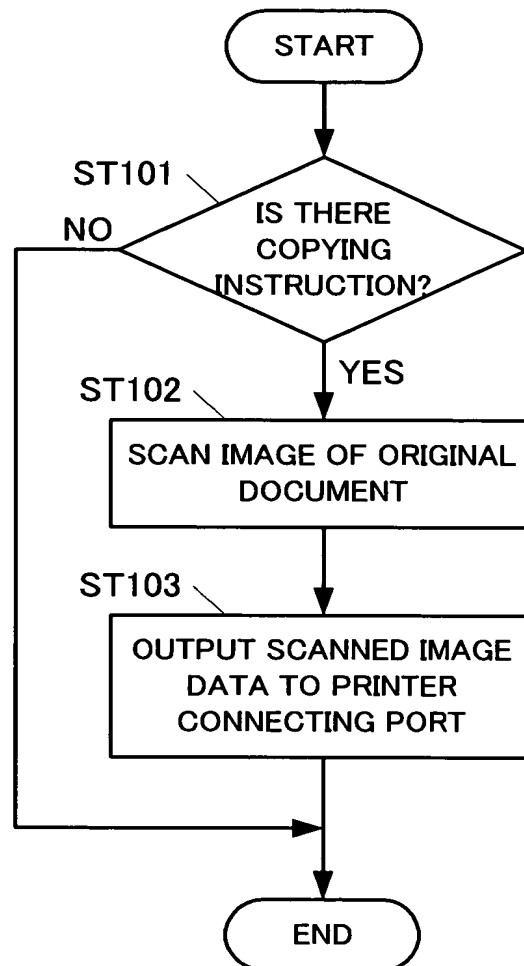 START
ST101
IS THERE
COPYING
INSTRUCTION?
NO
YES
ST102
SCAN IMAGE OF ORIGINAL
DOCUMENT
ST103
OUTPUT SCANNED IMAGE
DATA TO PRINTER
CONNECTING PORT
END